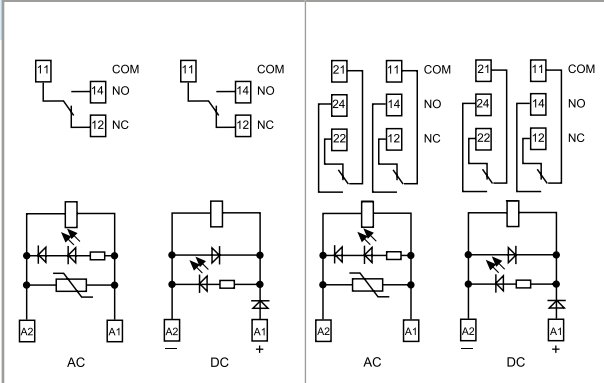 11 COM 11 COM 21 11 COM 21 11 COM
14 NO 14 NO 24 14 NO 24 14 NO
12 NC 12 NC 22 12 NC 22 12 NC
A2 A1 A2 A1 A2 A1 A2 A1
— + — +
AC DC AC DC